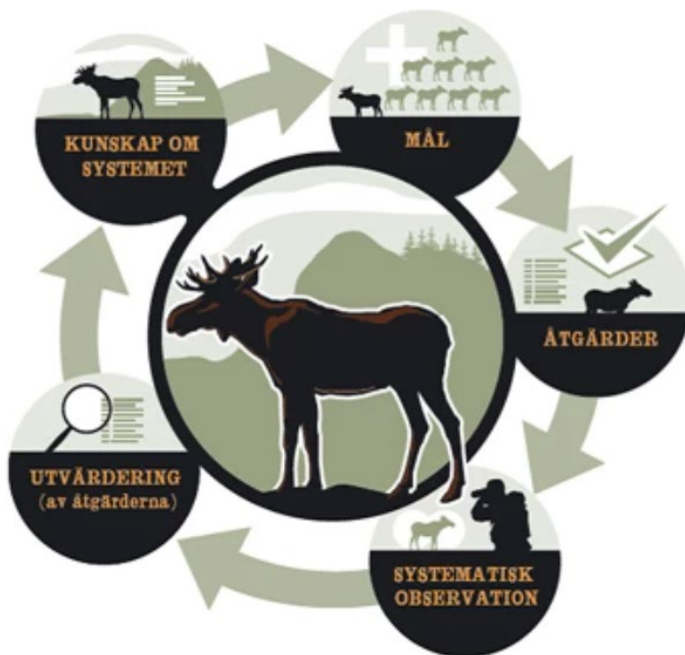 KUNSKAP OM
SYSTEMET
MÅL
ÅTGÄRDER
SYSTEMATISK
OBSERVATION
UTVÄRDERING
(av åtgärderna)